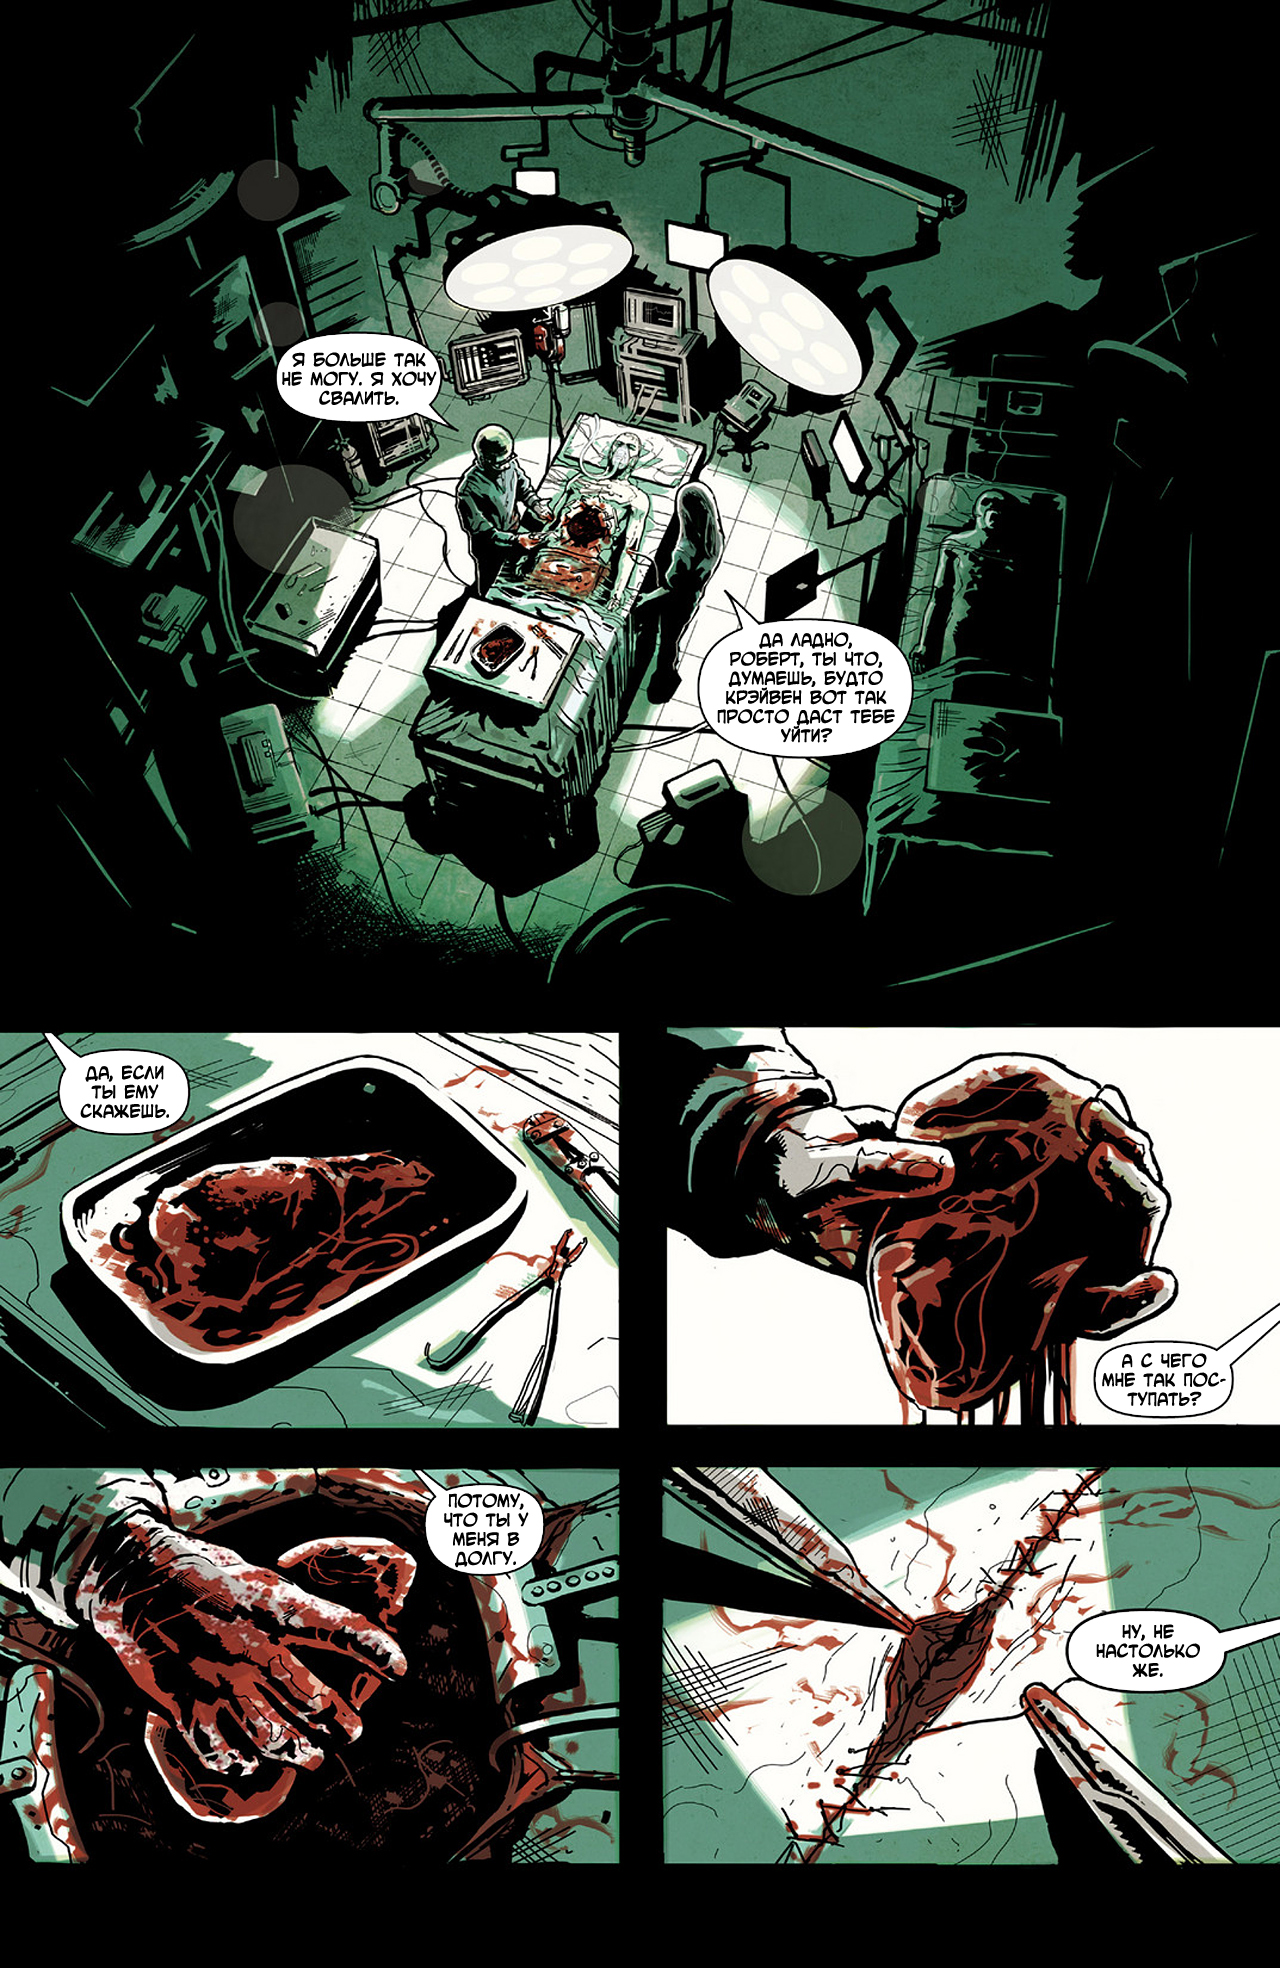 Я БОЛЬШЕ ТАК
НЕ МОГУ. Я ХОЧУ
СВАЛИТЬ.
ДА ЛАДНО,
РОБЕРТ, ТЫ ЧТО,
ДУМАЕШЬ, БУДТО
КРЭЙВЕН ВОТ ТАК
ПРОСТО ДАСТ ТЕБЕ
УЙТИ?
ДА, ЕСЛИ
ТЫ ЕМУ
СКАЖЕШЬ.
А С ЧЕГО
МНЕ ТАК ПОС-
ТУПАТЬ?
ПОТОМУ,
ЧТО ТЫ У
МЕНЯ В
ДОЛГУ.
НУ, НЕ
НАСТОЛЬКО
ЖЕ.